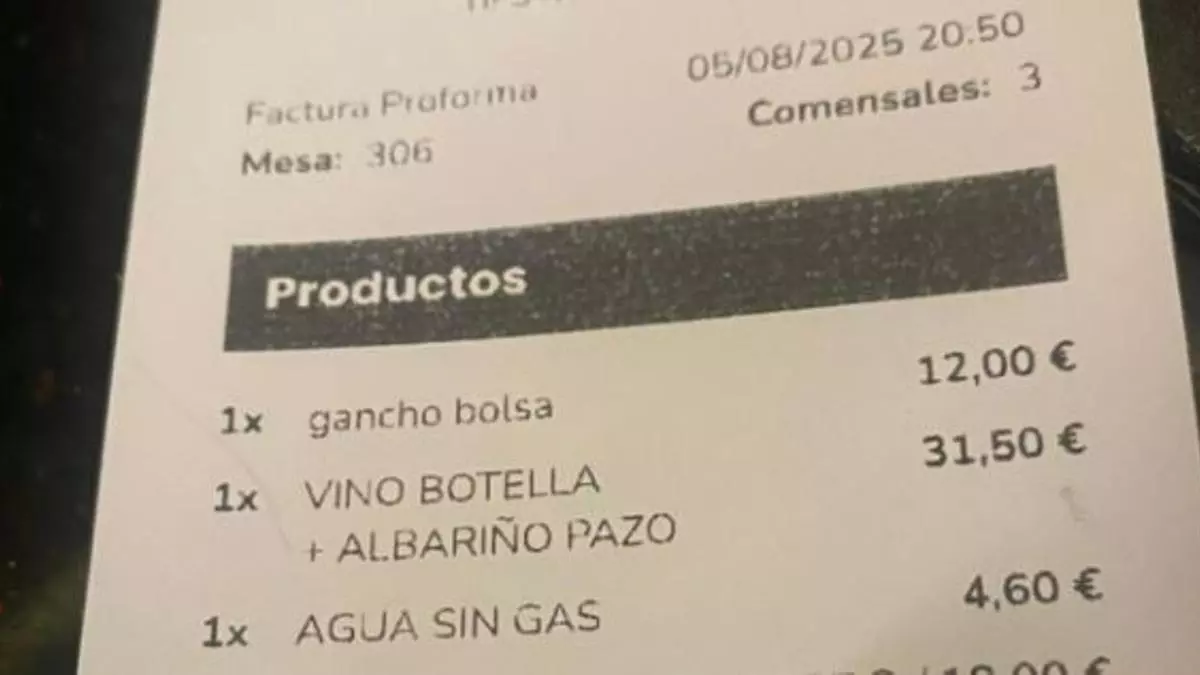 05/08/2025 20:50
Factura Proforma
Comensales: 3
Mesa: 306
Productos
1x gancho bolsa 12,00 €
1x VINO BOTELLA 31,50 €
+ ALBARIÑO PAZO
1x AGUA SIN GAS 4,60 €